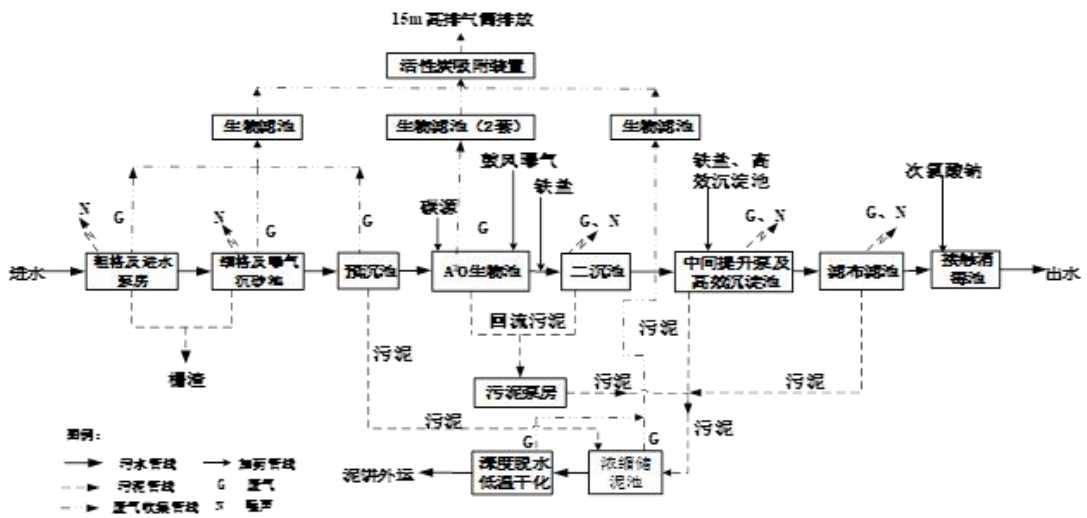 15m 高排气筒排放
活性炭吸附装置
生物滤池
生物滤池（2套）
生物滤池
鼓风曝气
铁盐
碳源
铁盐、高
效沉淀池
次氯酸钠
N
G
N
G
G
G
G、N
G、N
G、N
进水
粗格及进水
泵房
细格及曝气
沉砂池
预沉池
A/O生物池
二沉池
中间提升泵及
高效沉淀池
滤布滤池
接触消
毒池
出水
回流污泥
栅渣
污泥
污泥
污泥泵房
污泥
污泥
污泥
污泥
G
G
泥饼外运
深度脱水
低温干化
浓缩储
泥池
图例：
污水管线
加药管线
污泥管线
G
废气
废气收集管线
N
噪声